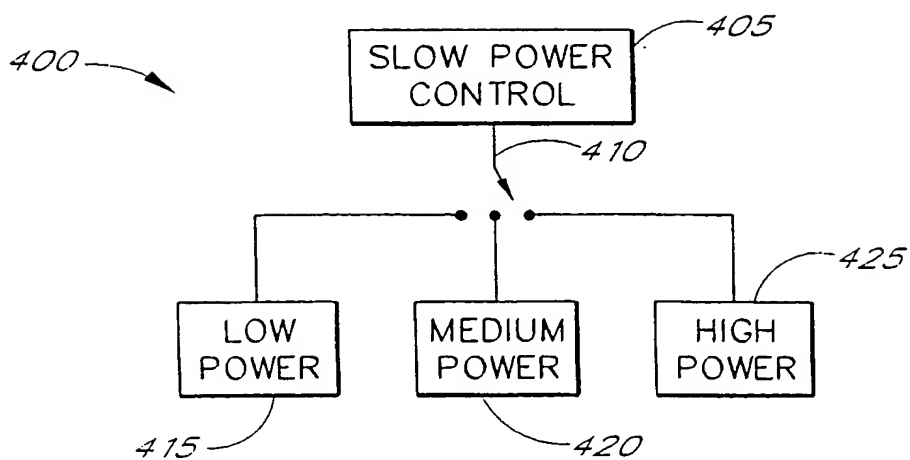 405
400
SLOW POWER
CONTROL
410
425
LOW
POWER
MEDIUM
POWER
HIGH
POWER
415
420